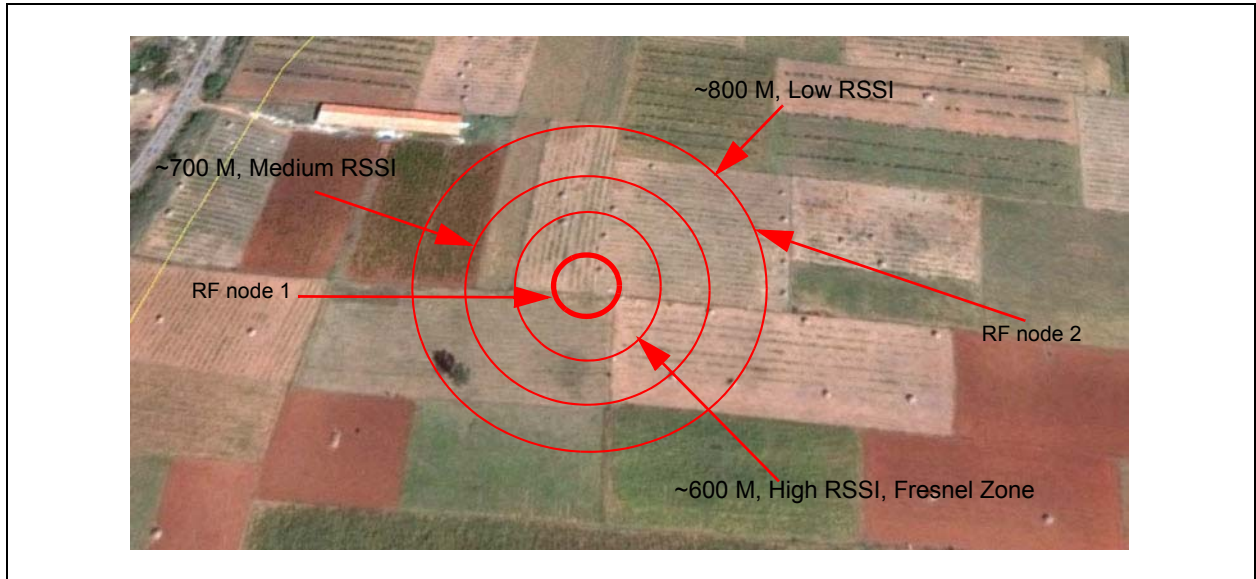 ~800 M, Low RSSI
~700 M, Medium RSSI
RF node 1
RF node 2
~600 M, High RSSI, Fresnel Zone